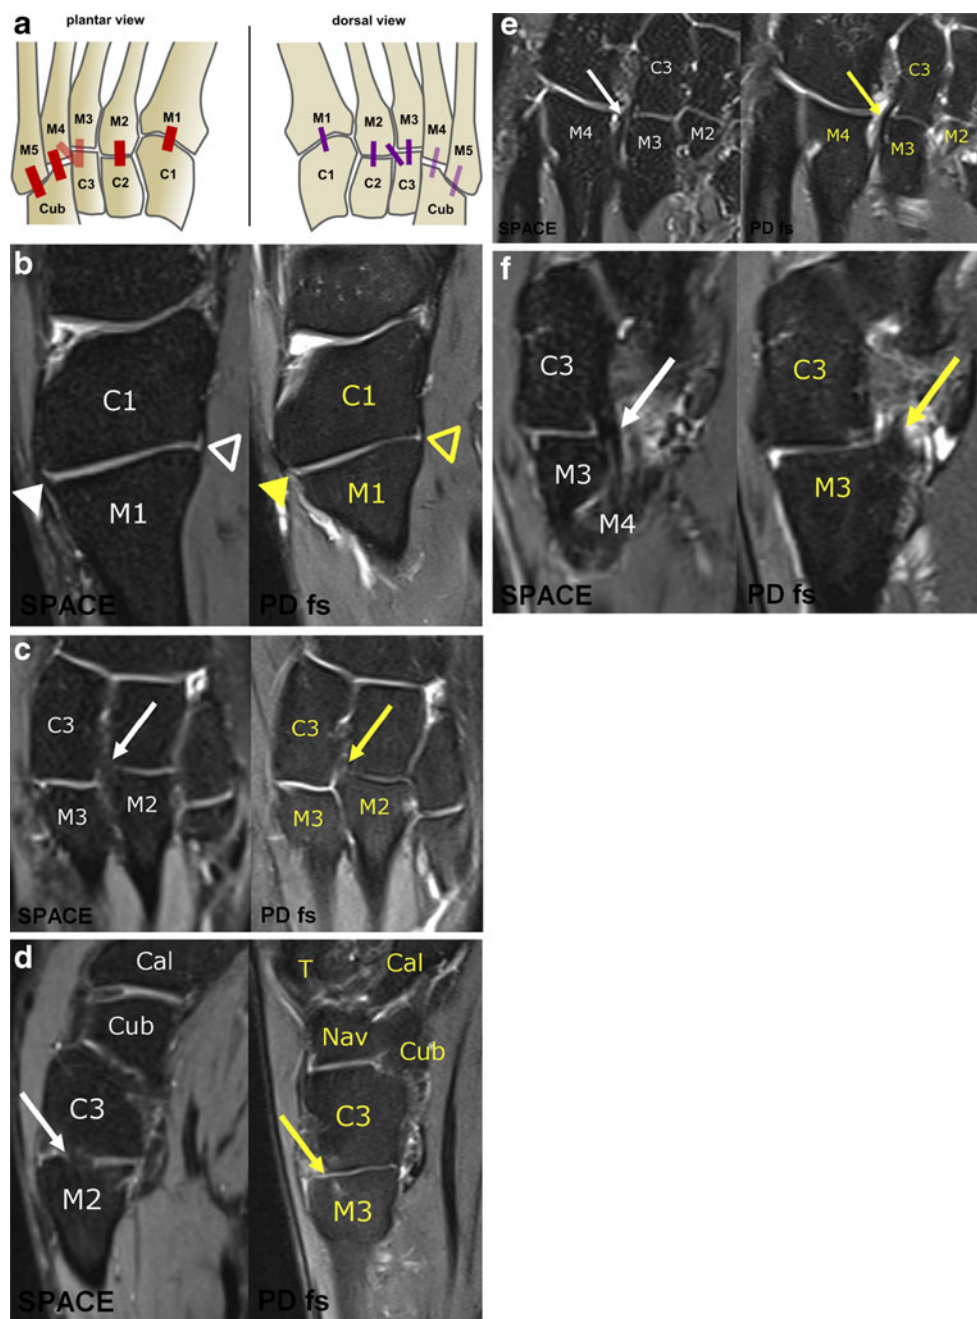 a
plantar view
dorsal view
M5 M4 M3 M2 M1
Cub C3 C2 C1
M1 M2 M3 M4 M5
C1 C2 C3 Cub
b
C1
M1
SPACE
C1
M1
PD fs
c
C3
M3
M2
SPACE
C3
M3
M2
PD fs
d
Cal
Cub
C3
M2
SPACE
T
Cal
Nav
Cub
C3
M3
PD fs
e
C3
M4
M3
M2
SPACE
C3
M4
M3
M2
PD fs
f
C3
M3
M4
SPACE
C3
M3
PD fs